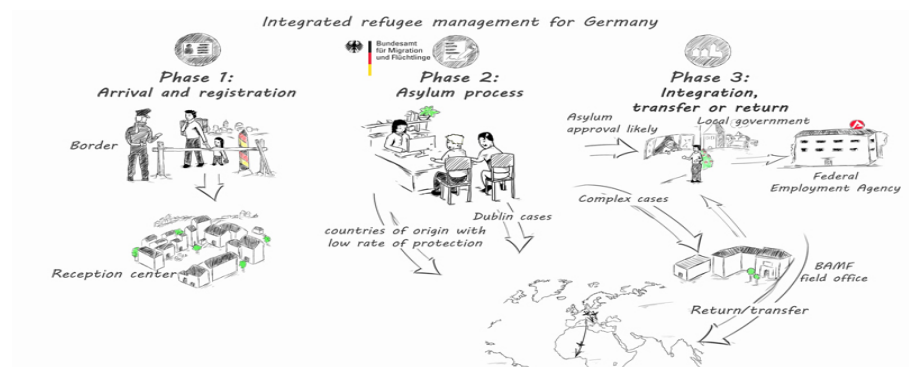 Integrated refugee management for Germany
Phase 1:
Arrival and registration
Border
Reception center
Bundesamt
für Migration
und Flüchtlinge
Phase 2:
Asylum process
countries of origin with
low rate of protection
Dublin cases
Phase 3:
Integration,
transfer or return
Asylum
approval likely
Local government
Federal
Employment Agency
Complex cases
BAMF
field office
Return/transfer